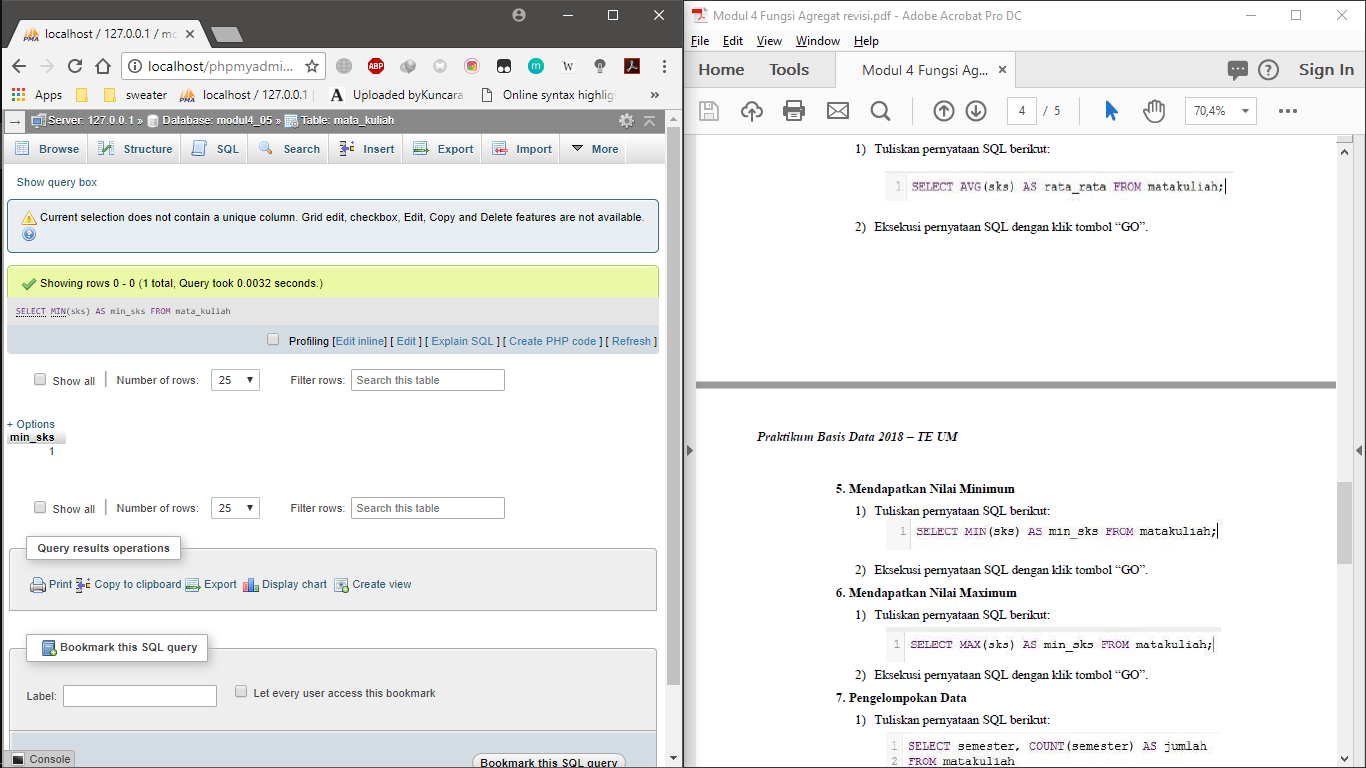 localhost / 127.0.0.1 / mo
localhost/phpmyadmi...
ABP
m
W
Apps
sweater
localhost / 127.0.0.1
Uploaded byKuncara
Online syntax highlig
»
Server: 127.0.0.1 » Database: modul4_05 » Table: mata_kuliah
Browse
Structure
SQL
Search
Insert
Export
Import
More
Show query box
Current selection does not contain a unique column. Grid edit, checkbox, Edit, Copy and Delete features are not available.
Showing rows 0 - 0 (1 total, Query took 0.0032 seconds.)
SELECT MIN(sks) AS min_sks FROM mata_kuliah
Profiling [Edit inline] [ Edit ] [ Explain SQL ] [ Create PHP code ] [ Refresh ]
Show all
Number of rows:
25
Filter rows:
Search this table
+ Options
min_sks
1
Show all
Number of rows:
25
Filter rows:
Search this table
Query results operations
Print
Copy to clipboard
Export
Display chart
Create view
Bookmark this SQL query
Label:
Let every user access this bookmark
Console
Bookmark this SQL query
Modul 4 Fungsi Agregat revisi.pdf - Adobe Acrobat Pro DC
File Edit View Window Help
Home
Tools
Modul 4 Fungsi Ag...
Sign In
4 / 5
70,4%
1) Tuliskan pernyataan SQL berikut:
1 SELECT AVG(sks) AS rata_rata FROM matakuliah;
2) Eksekusi pernyataan SQL dengan klik tombol “GO”.
Praktikum Basis Data 2018 – TE UM
5. Mendapatkan Nilai Minimum
1) Tuliskan pernyataan SQL berikut:
1 SELECT MIN(sks) AS min_sks FROM matakuliah;
2) Eksekusi pernyataan SQL dengan klik tombol “GO”.
6. Mendapatkan Nilai Maximum
1) Tuliskan pernyataan SQL berikut:
1 SELECT MAX(sks) AS min_sks FROM matakuliah;
2) Eksekusi pernyataan SQL dengan klik tombol “GO”.
7. Pengelompokan Data
1) Tuliskan pernyataan SQL berikut:
1 SELECT semester, COUNT(semester) AS jumlah
2 FROM matakuliah